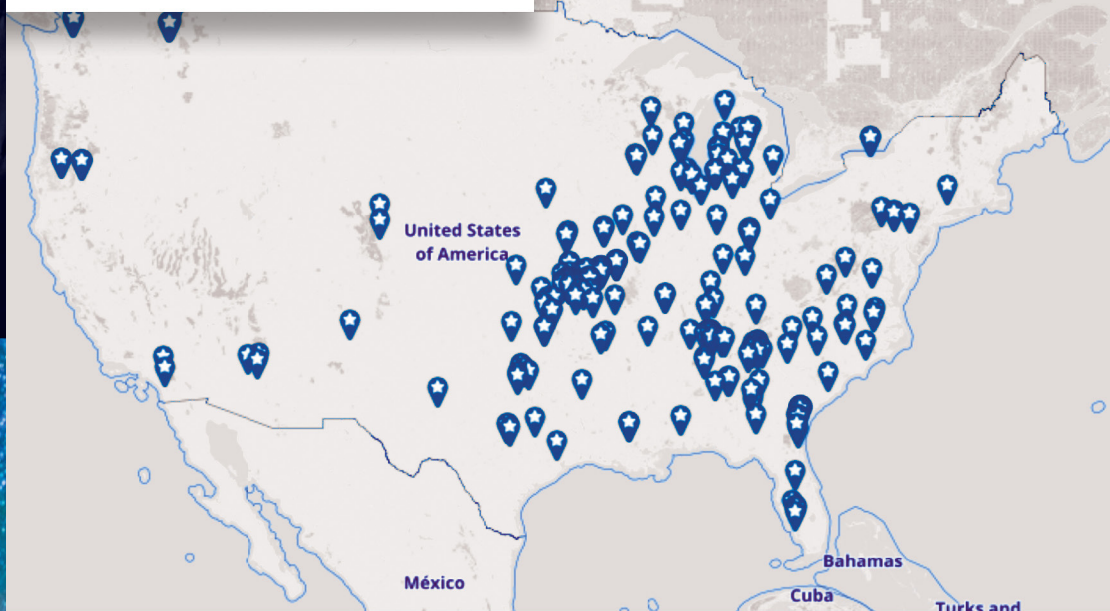 United States
of America
México
Bahamas
Cuba
Turks and